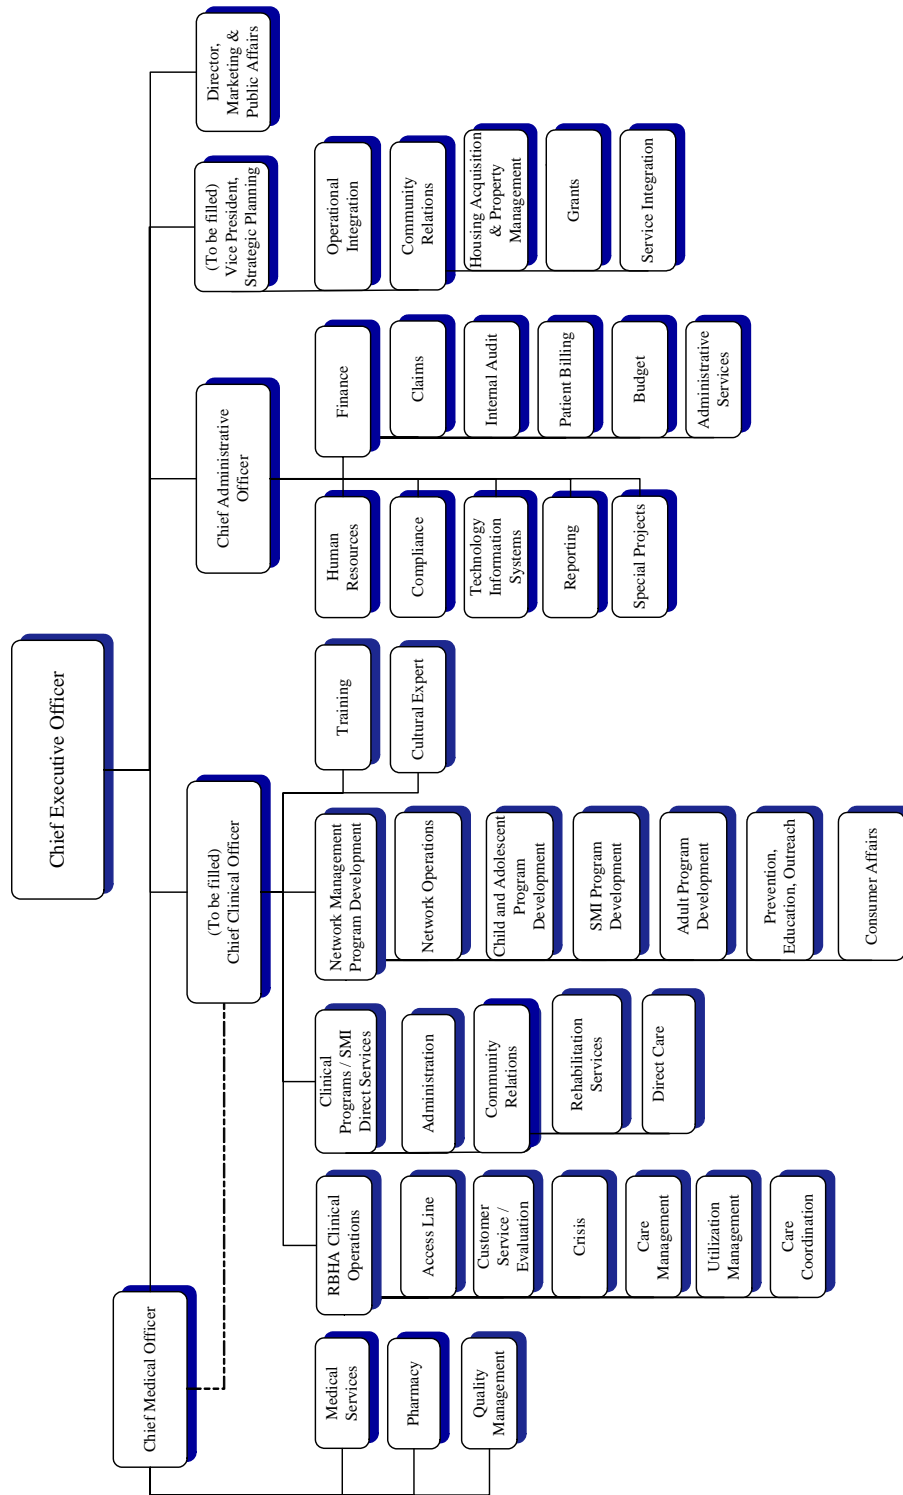 Chief Executive Officer
Chief Medical Officer
(To be filled)
Chief Clinical Officer
Chief Administrative
Officer
(To be filled)
Vice President,
Strategic Planning
Director,
Marketing &
Public Affairs
Medical
Services
Pharmacy
Quality
Management
RBHA Clinical
Operations
Access Line
Customer
Service /
Evaluation
Crisis
Care
Management
Utilization
Management
Care
Coordination
Clinical
Programs / SMI
Direct Services
Administration
Community
Relations
Rehabilitation
Services
Direct Care
Network Management
Program Development
Network Operations
Child and Adolescent
Program
Development
SMI Program
Development
Adult Program
Development
Prevention,
Education, Outreach
Consumer Affairs
Training
Cultural Expert
Human
Resources
Compliance
Technology
Information
Systems
Reporting
Special Projects
Finance
Claims
Internal Audit
Patient Billing
Budget
Administrative
Services
Operational
Integration
Community
Relations
Housing Acquisition
& Property
Management
Grants
Service Integration